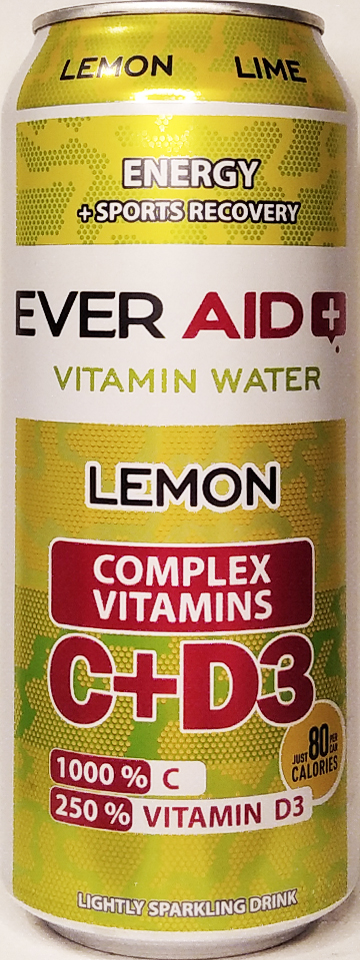 LEMON LIME
ENERGY
+ SPORTS RECOVERY
EVER AID +
VITAMIN WATER
LEMON
COMPLEX
VITAMINS
C+D3
JUST 80 PER CAN
CALORIES
1000 % C
250 % VITAMIN D3
LIGHTLY SPARKLING DRINK